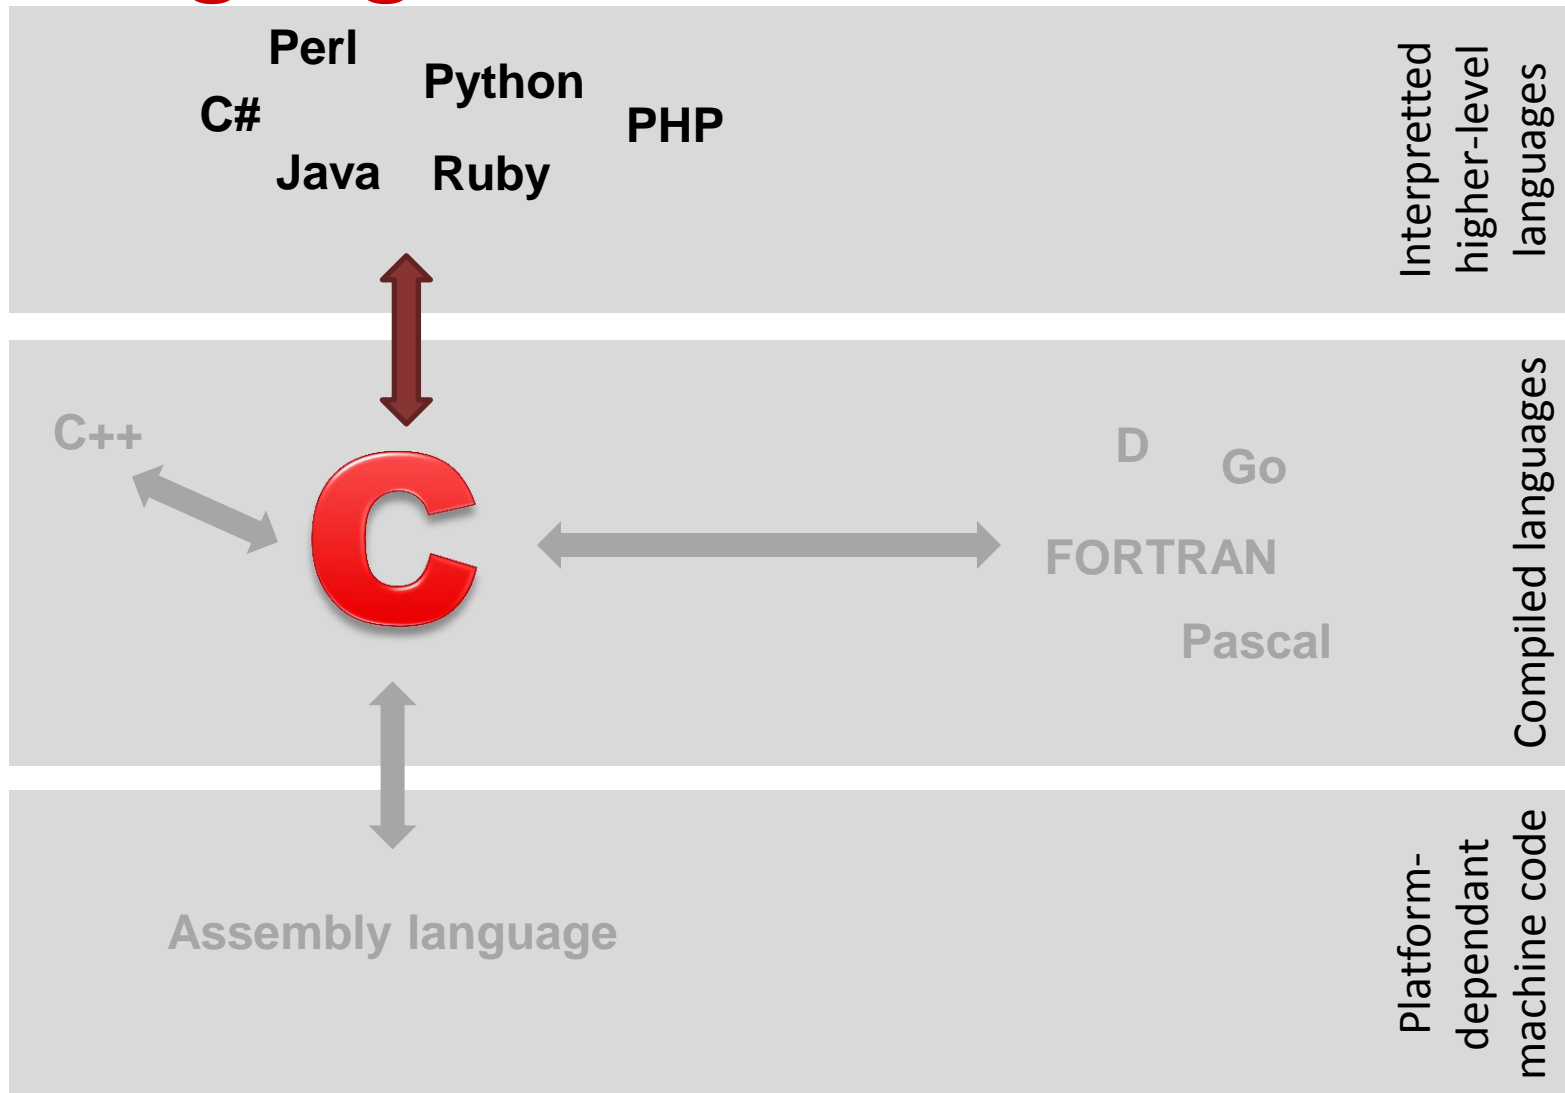 Perl
Python
C#
PHP
Java
Ruby
Interpretted
higher-level
languages
C++
C
D
Go
FORTRAN
Pascal
Compiled languages
Assembly language
Platform-
dependant
machine code